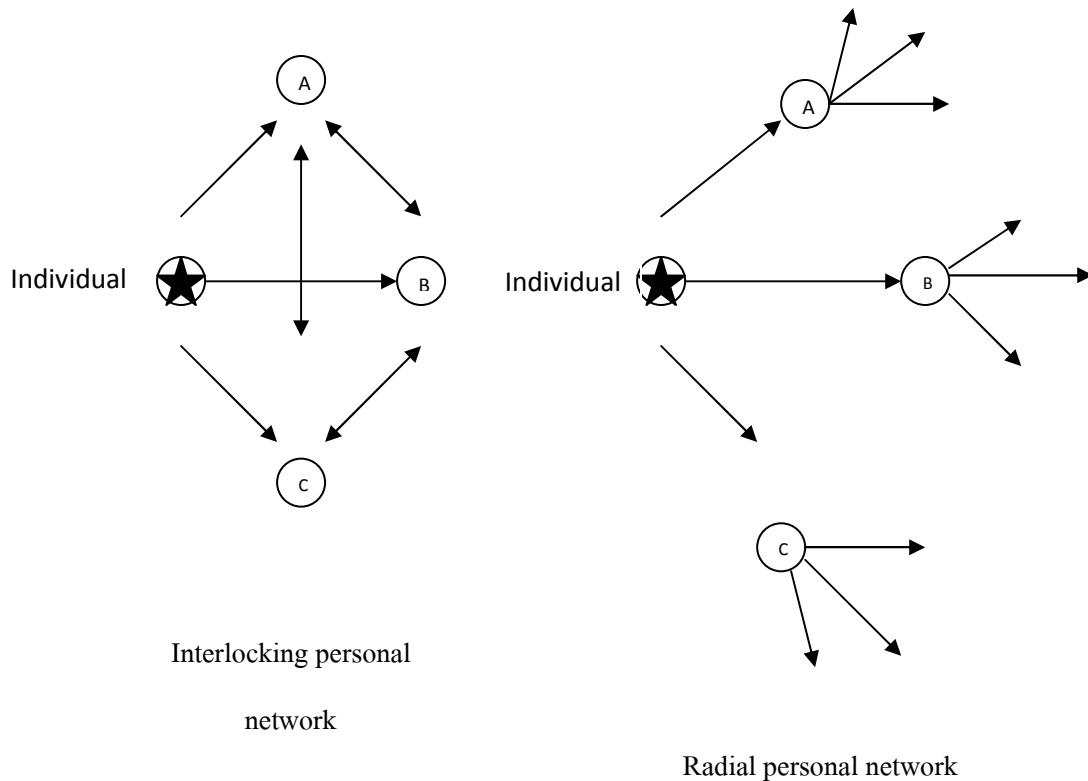 A
Individual
B
C
Interlocking personal
network
A
Individual
B
C
Radial personal network